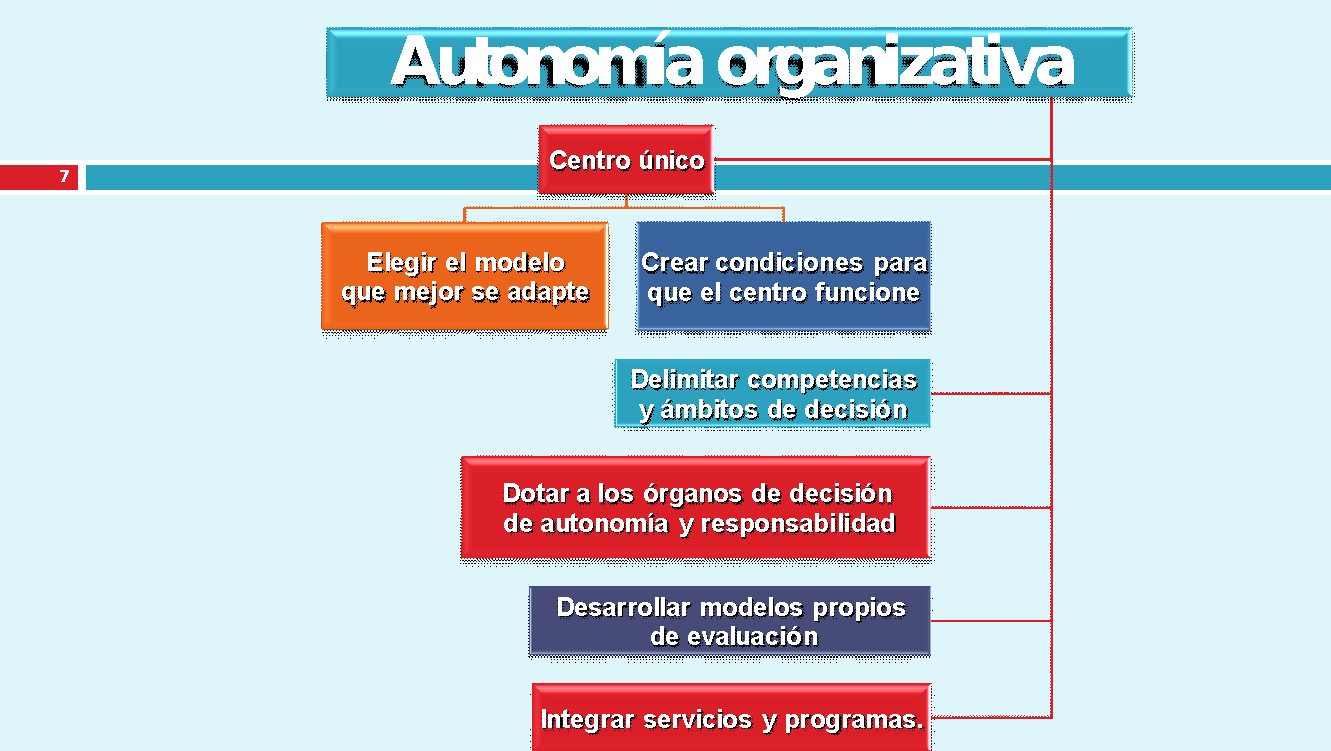 Autonomía organizativa
Centro único
7
Elegir el modelo
que mejor se adapte
Crear condiciones para
que el centro funcione
Delimitar competencias
y ámbitos de decisión
Dotar a los órganos de decisión
de autonomía y responsabilidad
Desarrollar modelos propios
de evaluación
Integrar servicios y programas.